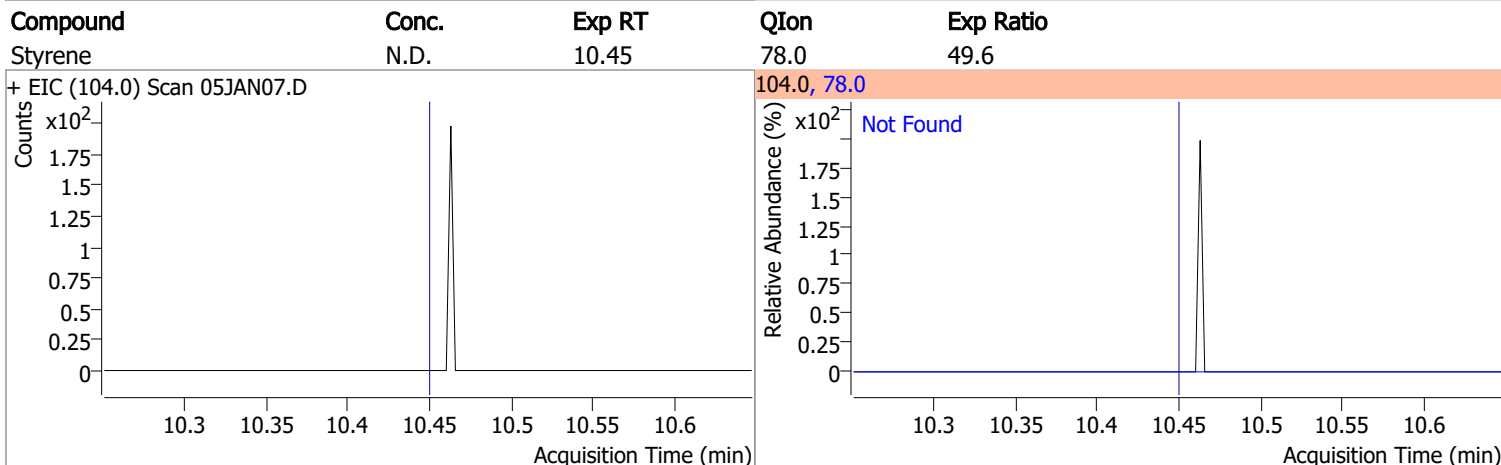 Compound Conc. Exp RT QIon Exp Ratio
Styrene N.D. 10.45 78.0 49.6
+ EIC (104.0) Scan 05JAN07.D
Counts
x10²
1.75
1.5
1.25
1
0.75
0.5
0.25
0
10.3 10.35 10.4 10.45 10.5 10.55 10.6
Acquisition Time (min)
104.0, 78.0
Relative Abundance (%)
x10²
Not Found
1.75
1.5
1.25
1
0.75
0.5
0.25
0
10.3 10.35 10.4 10.45 10.5 10.55 10.6
Acquisition Time (min)